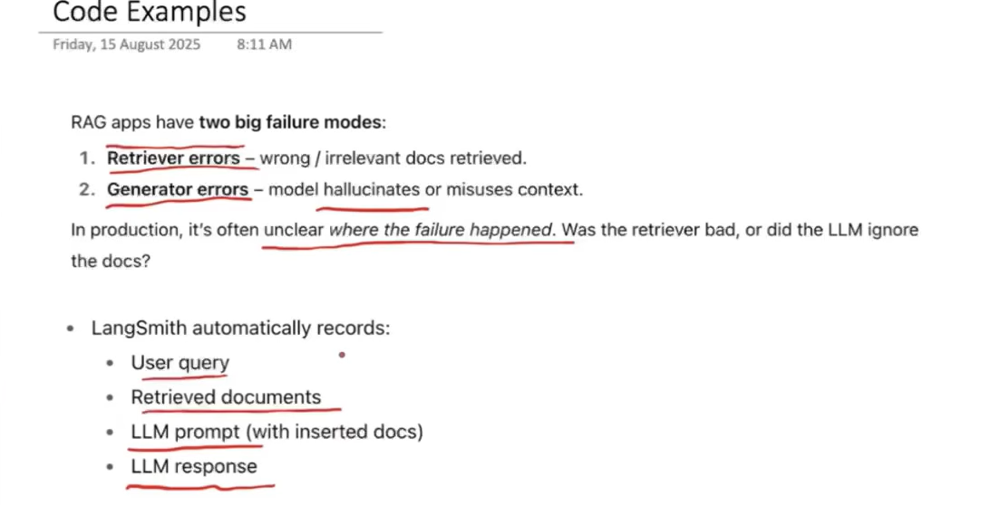 Code Examples
Friday, 15 August 2025 8:11 AM
RAG apps have two big failure modes:
1. Retriever errors – wrong / irrelevant docs retrieved.
2. Generator errors – model hallucinates or misuses context.
In production, it's often unclear where the failure happened. Was the retriever bad, or did the LLM ignore
the docs?
• LangSmith automatically records:
• User query
• Retrieved documents
• LLM prompt (with inserted docs)
• LLM response